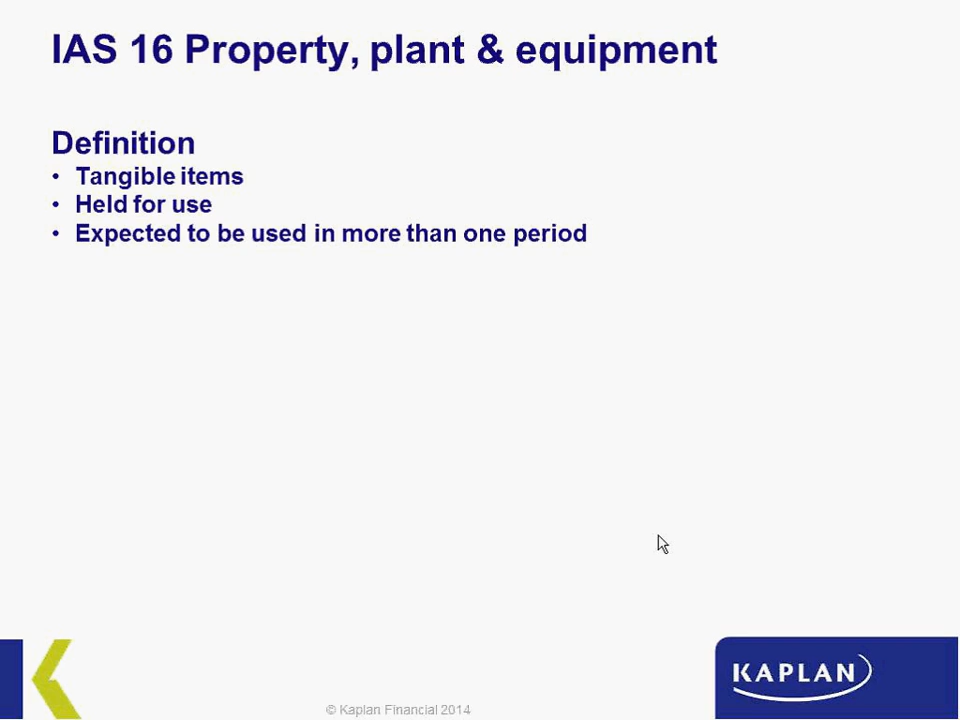 IAS 16 Property, plant & equipment
Definition
• Tangible items
• Held for use
• Expected to be used in more than one period
KAPLAN
© Kaplan Financial 2014